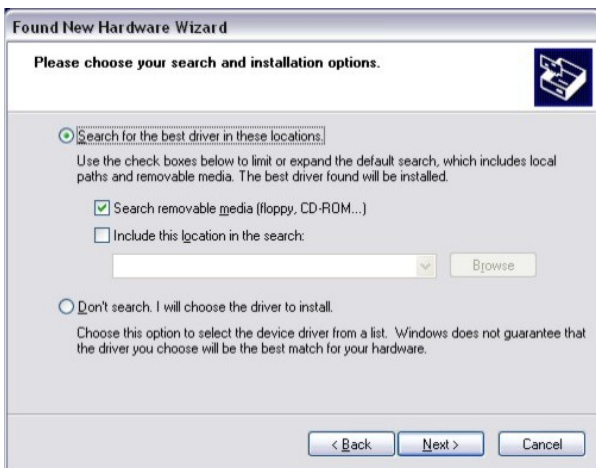 Found New Hardware Wizard
Please choose your search and installation options.
Search for the best driver in these locations.
Use the check boxes below to limit or expand the default search, which includes local
paths and removable media. The best driver found will be installed.
Search removable media (floppy, CD-ROM...)
Include this location in the search:
Browse
Don't search. I will choose the driver to install.
Choose this option to select the device driver from a list. Windows does not guarantee that
the driver you choose will be the best match for your hardware.
< Back Next > Cancel